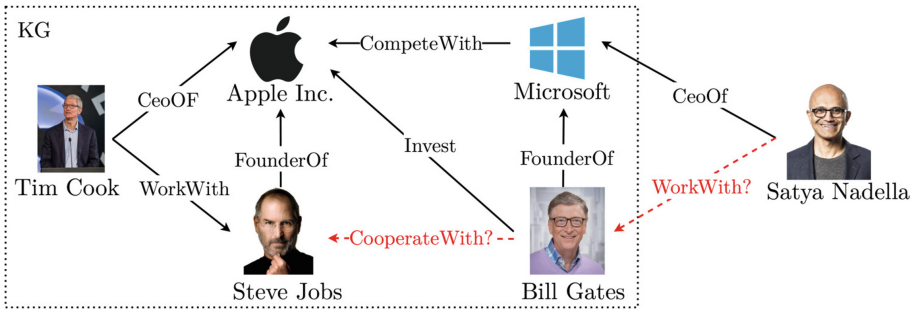 KG
CompeteWith
Apple Inc.
Microsoft
CeoOF
CeoOf
Invest
FounderOf
FounderOf
Tim Cook
WorkWith
WorkWith?
Satya Nadella
CooperateWith?
Steve Jobs
Bill Gates